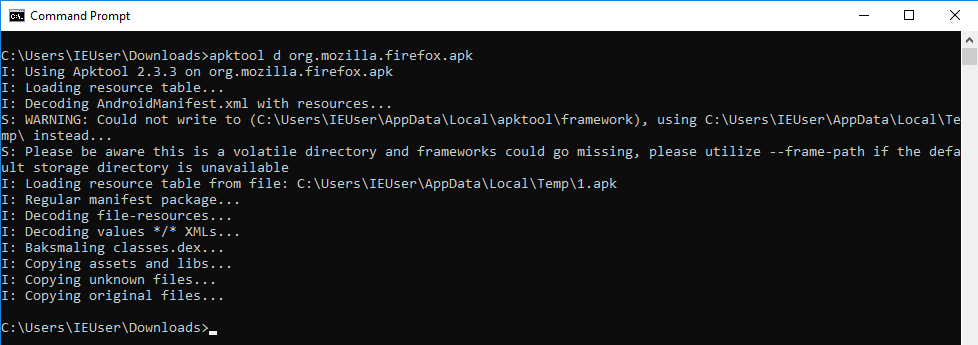 Command Prompt
C:\Users\IEUser\Downloads>apktool d org.mozilla.firefox.apk
I: Using Apktool 2.3.3 on org.mozilla.firefox.apk
I: Loading resource table...
I: Decoding AndroidManifest.xml with resources...
S: WARNING: Could not write to (C:\Users\IEUser\AppData\Local\apktool\framework), using C:\Users\IEUser\AppData\Local\Te
mp\ instead...
S: Please be aware this is a volatile directory and frameworks could go missing, please utilize --frame-path if the defa
ult storage directory is unavailable
I: Loading resource table from file: C:\Users\IEUser\AppData\Local\Temp\1.apk
I: Regular manifest package...
I: Decoding file-resources...
I: Decoding values */* XMLs...
I: Baksmaling classes.dex...
I: Copying assets and libs...
I: Copying unknown files...
I: Copying original files...
C:\Users\IEUser\Downloads>